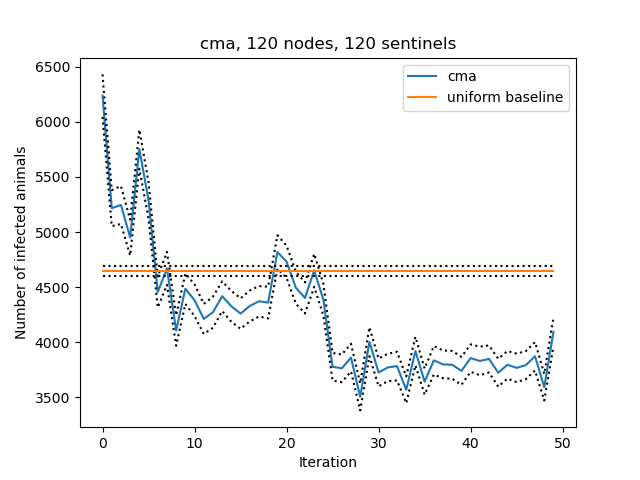 cma, 120 nodes, 120 sentinels
cma
uniform baseline
6500
6000
5500
5000
4500
4000
3500
Number of infected animals
0 10 20 30 40 50
Iteration